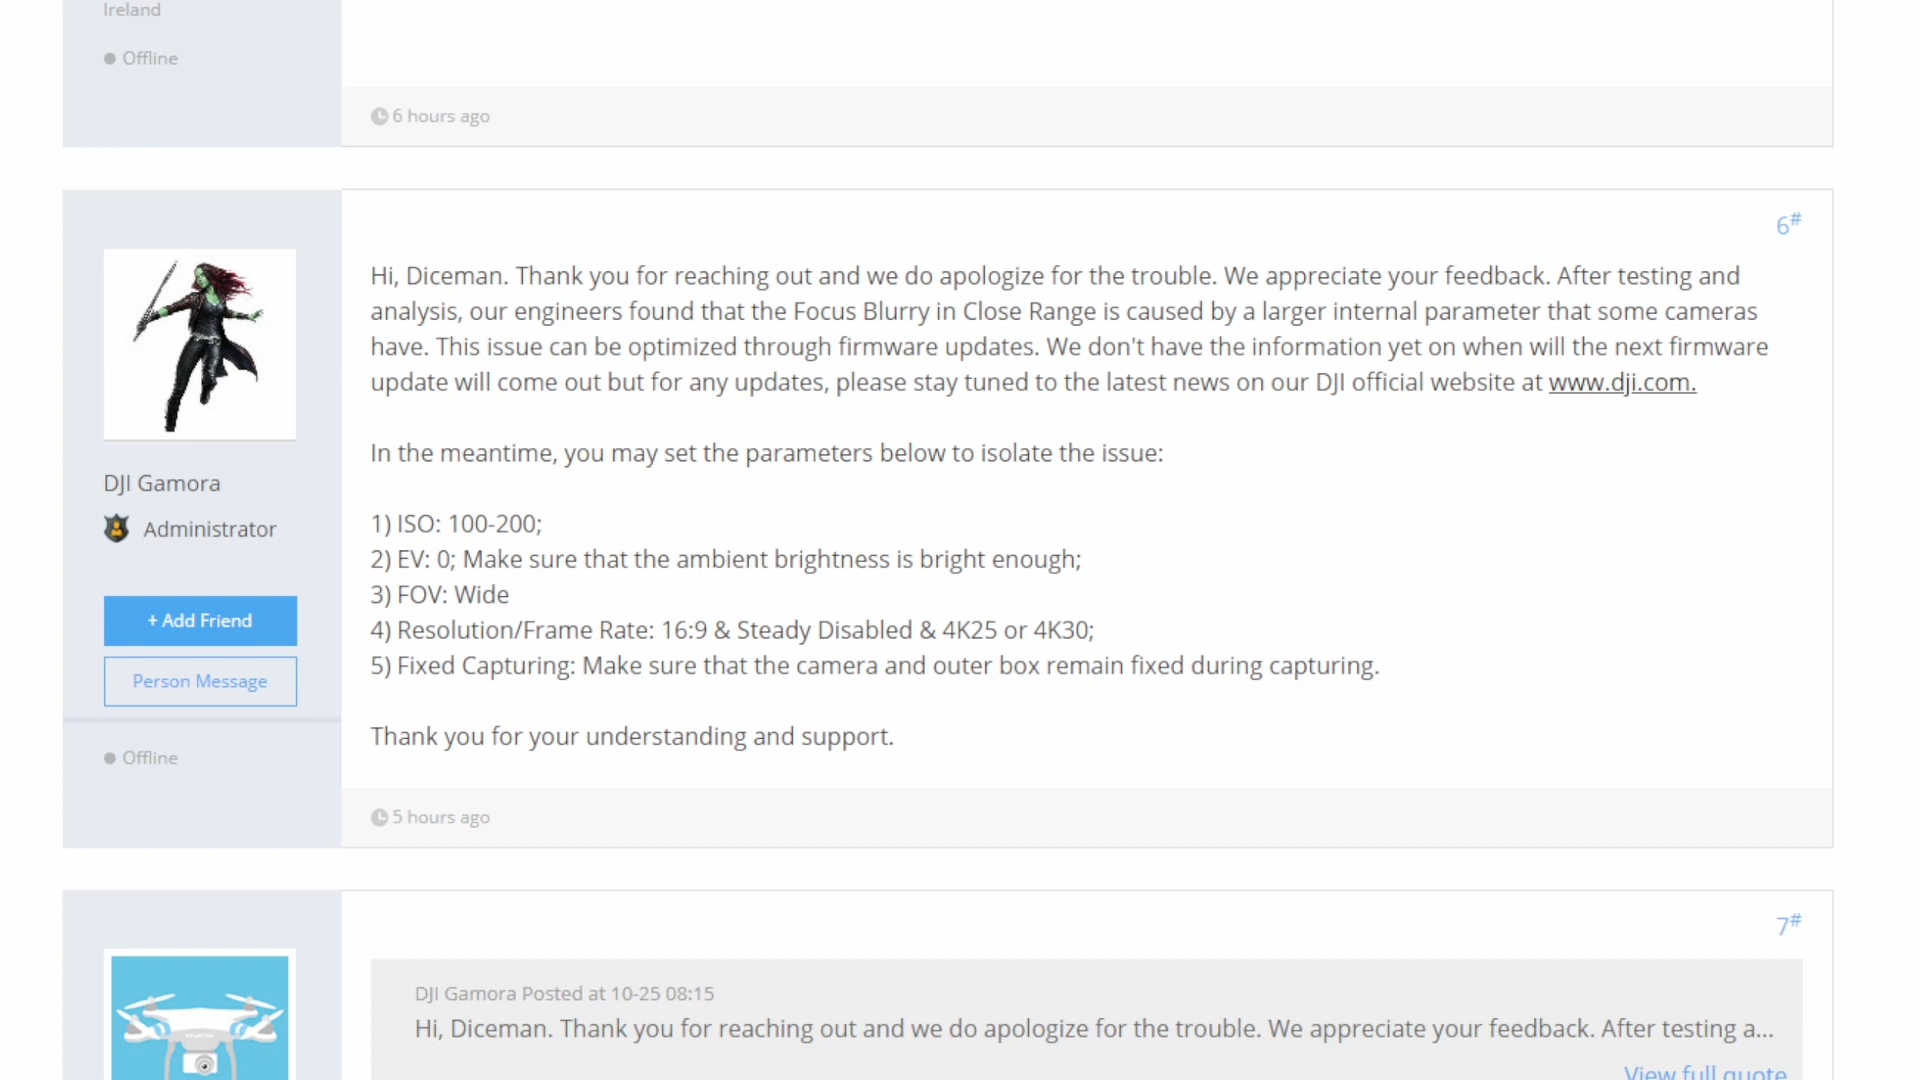 Ireland
Offline
6 hours ago
6#
Hi, Diceman. Thank you for reaching out and we do apologize for the trouble. We appreciate your feedback. After testing and
analysis, our engineers found that the Focus Blurry in Close Range is caused by a larger internal parameter that some cameras
have. This issue can be optimized through firmware updates. We don't have the information yet on when will the next firmware
update will come out but for any updates, please stay tuned to the latest news on our DJI official website at www.dji.com.
In the meantime, you may set the parameters below to isolate the issue:
1) ISO: 100-200;
2) EV: 0; Make sure that the ambient brightness is bright enough;
3) FOV: Wide
4) Resolution/Frame Rate: 16:9 & Steady Disabled & 4K25 or 4K30;
5) Fixed Capturing: Make sure that the camera and outer box remain fixed during capturing.
Thank you for your understanding and support.
DJI Gamora
Administrator
+ Add Friend
Person Message
Offline
5 hours ago
7#
DJI Gamora Posted at 10-25 08:15
Hi, Diceman. Thank you for reaching out and we do apologize for the trouble. We appreciate your feedback. After testing a...
View full quote